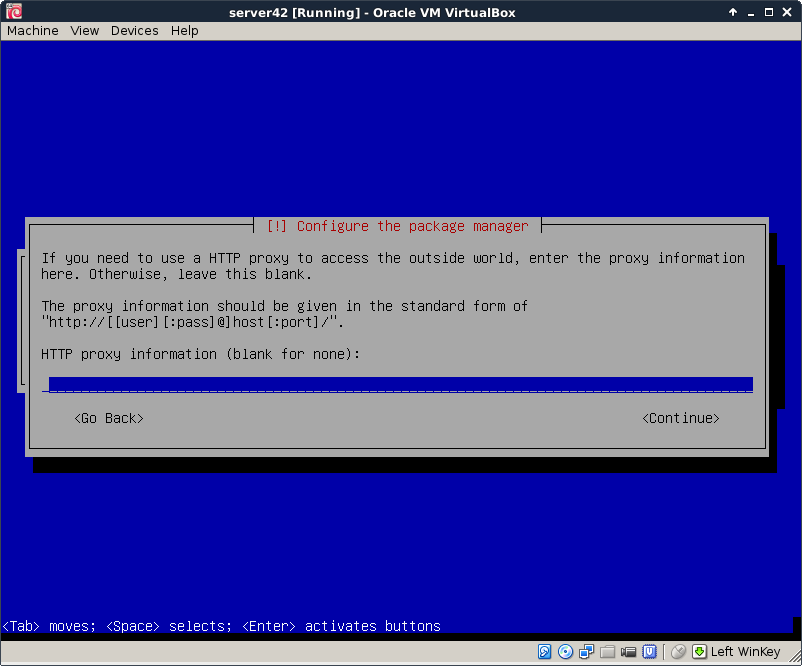 server42 [Running] - Oracle VM VirtualBox
Machine View Devices Help
[!] Configure the package manager
If you need to use a HTTP proxy to access the outside world, enter the proxy information
here. Otherwise, leave this blank.
The proxy information should be given in the standard form of
"http://[[user][:pass]@]host[:port]/".
HTTP proxy information (blank for none):
<Go Back> <Continue>
<Tab> moves; <Space> selects; <Enter> activates buttons
Left WinKey